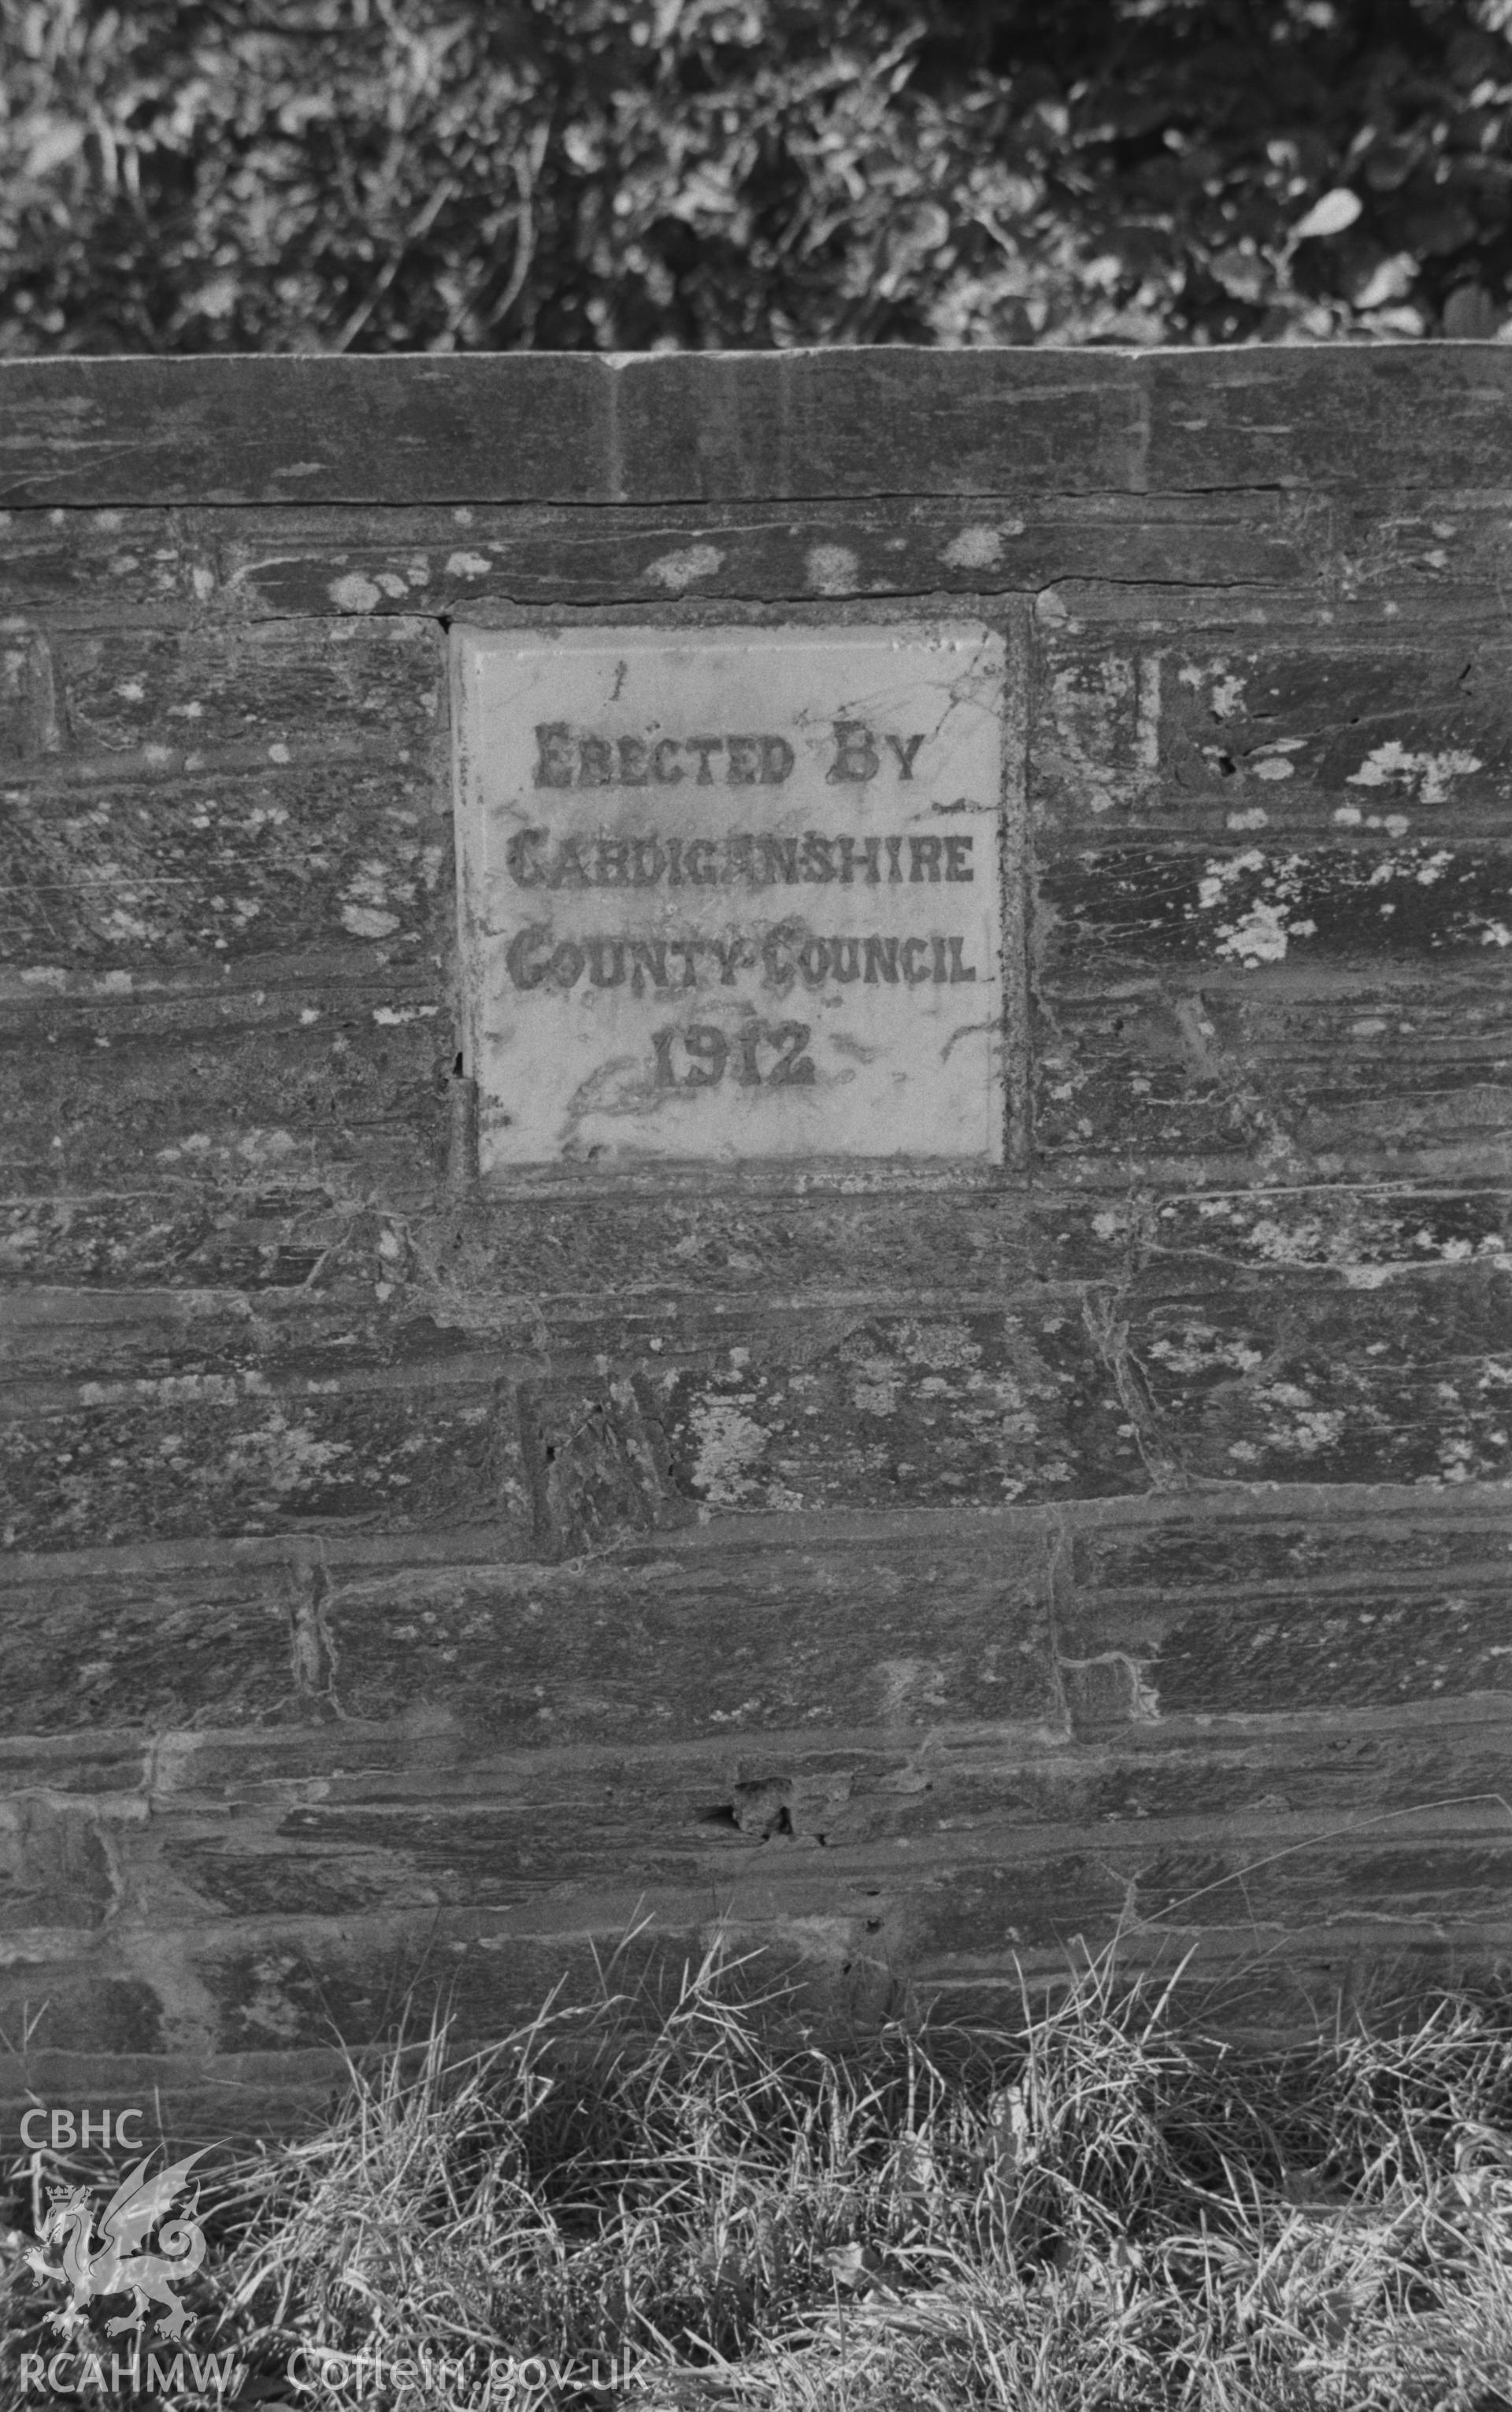 ERECTED BY
CARDIGANSHIRE
COUNTY COUNCIL
1912
CBHC
RCAHMW Coflein.gov.uk